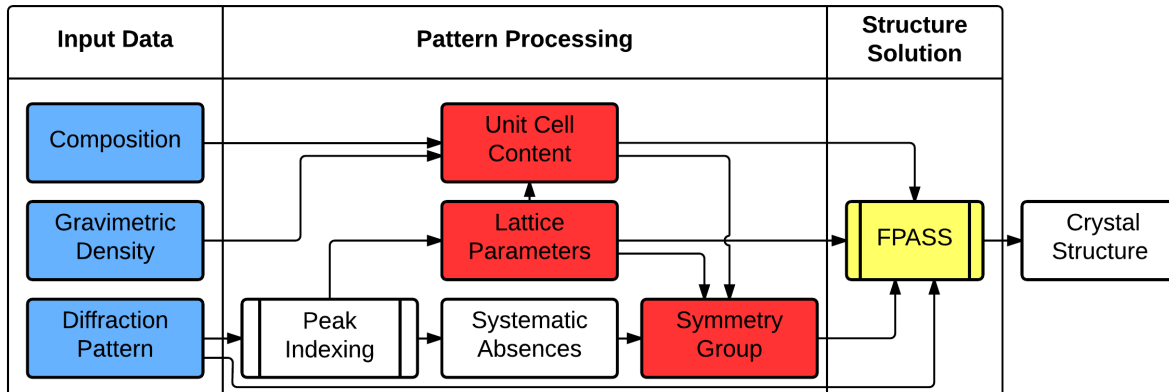 Input Data
Pattern Processing
Structure
Solution
Composition
Unit Cell
Content
Gravimetric
Density
Lattice
Parameters
FPASS
Crystal
Structure
Diffraction
Pattern
Peak
Indexing
Systematic
Absences
Symmetry
Group